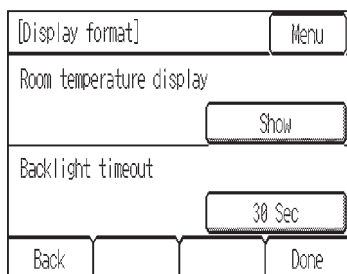 [Display format] Menu
Room temperature display
Show
Backlight timeout
30 Sec
Back Done